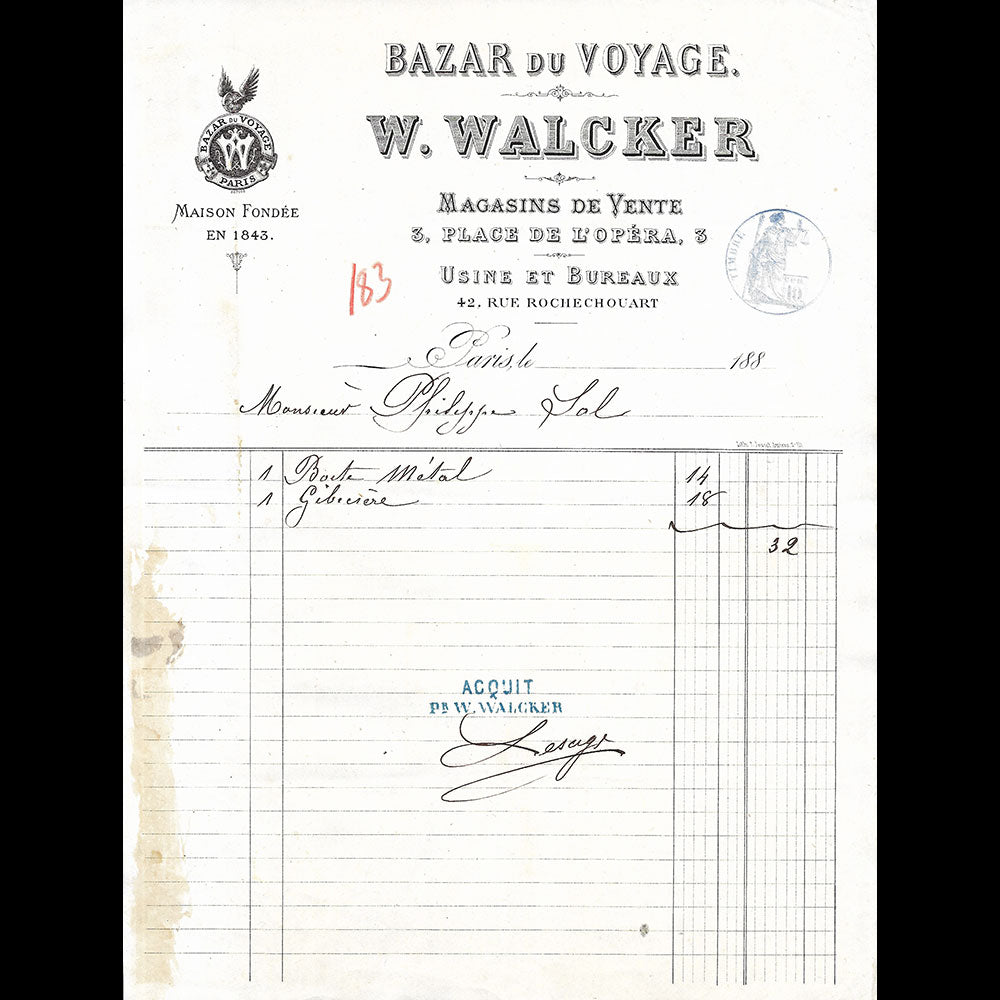 BAZAR DU VOYAGE.
W. WALCKER
BAZAR DU VOYAGE
W
PARIS
MAISON FONDÉE
EN 1843.
MAGASINS DE VENTE
3, PLACE DE L'OPÉRA, 3
USINE ET BUREAUX
42, RUE ROCHECHOUART
TIMBRE
10
183
Paris, le 188
Monsieur Philippe Sol
1 Boite Métal 14
1 Gibecière 18
32
ACQUIT
Pr W. WALCKER
Lesage